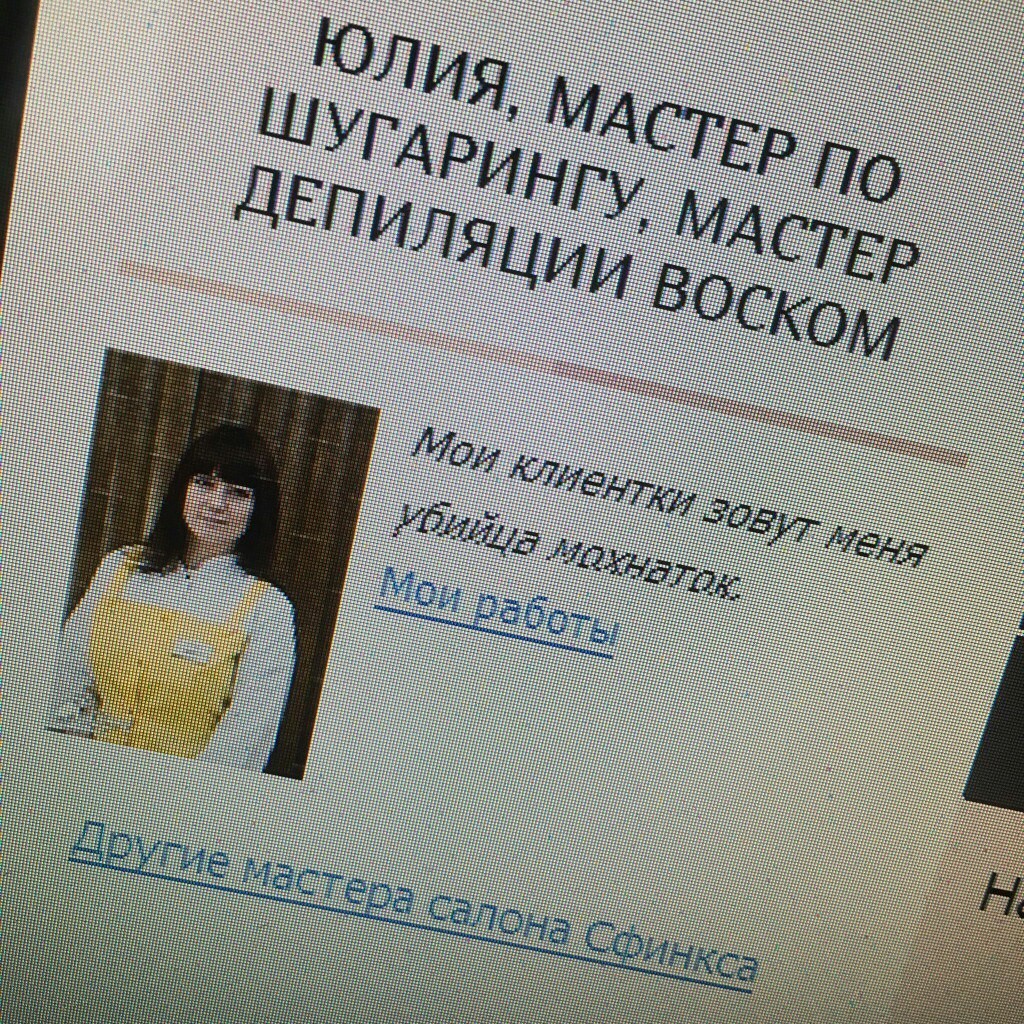 ЮЛИЯ, МАСТЕР ПО
ШУГАРИНГУ, МАСТЕР
ДЕПИЛЯЦИИ ВОСКОМ
Мои клиентки зовут меня
убийца мохнаток.
Мои работы
Другие мастера салона Сфинкса